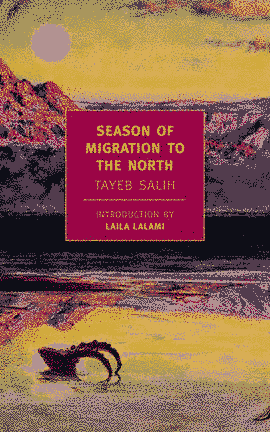 SEASON OF
MIGRATION TO
THE NORTH
TAYEB SALIH
INTRODUCTION BY
LAILA LALAMI